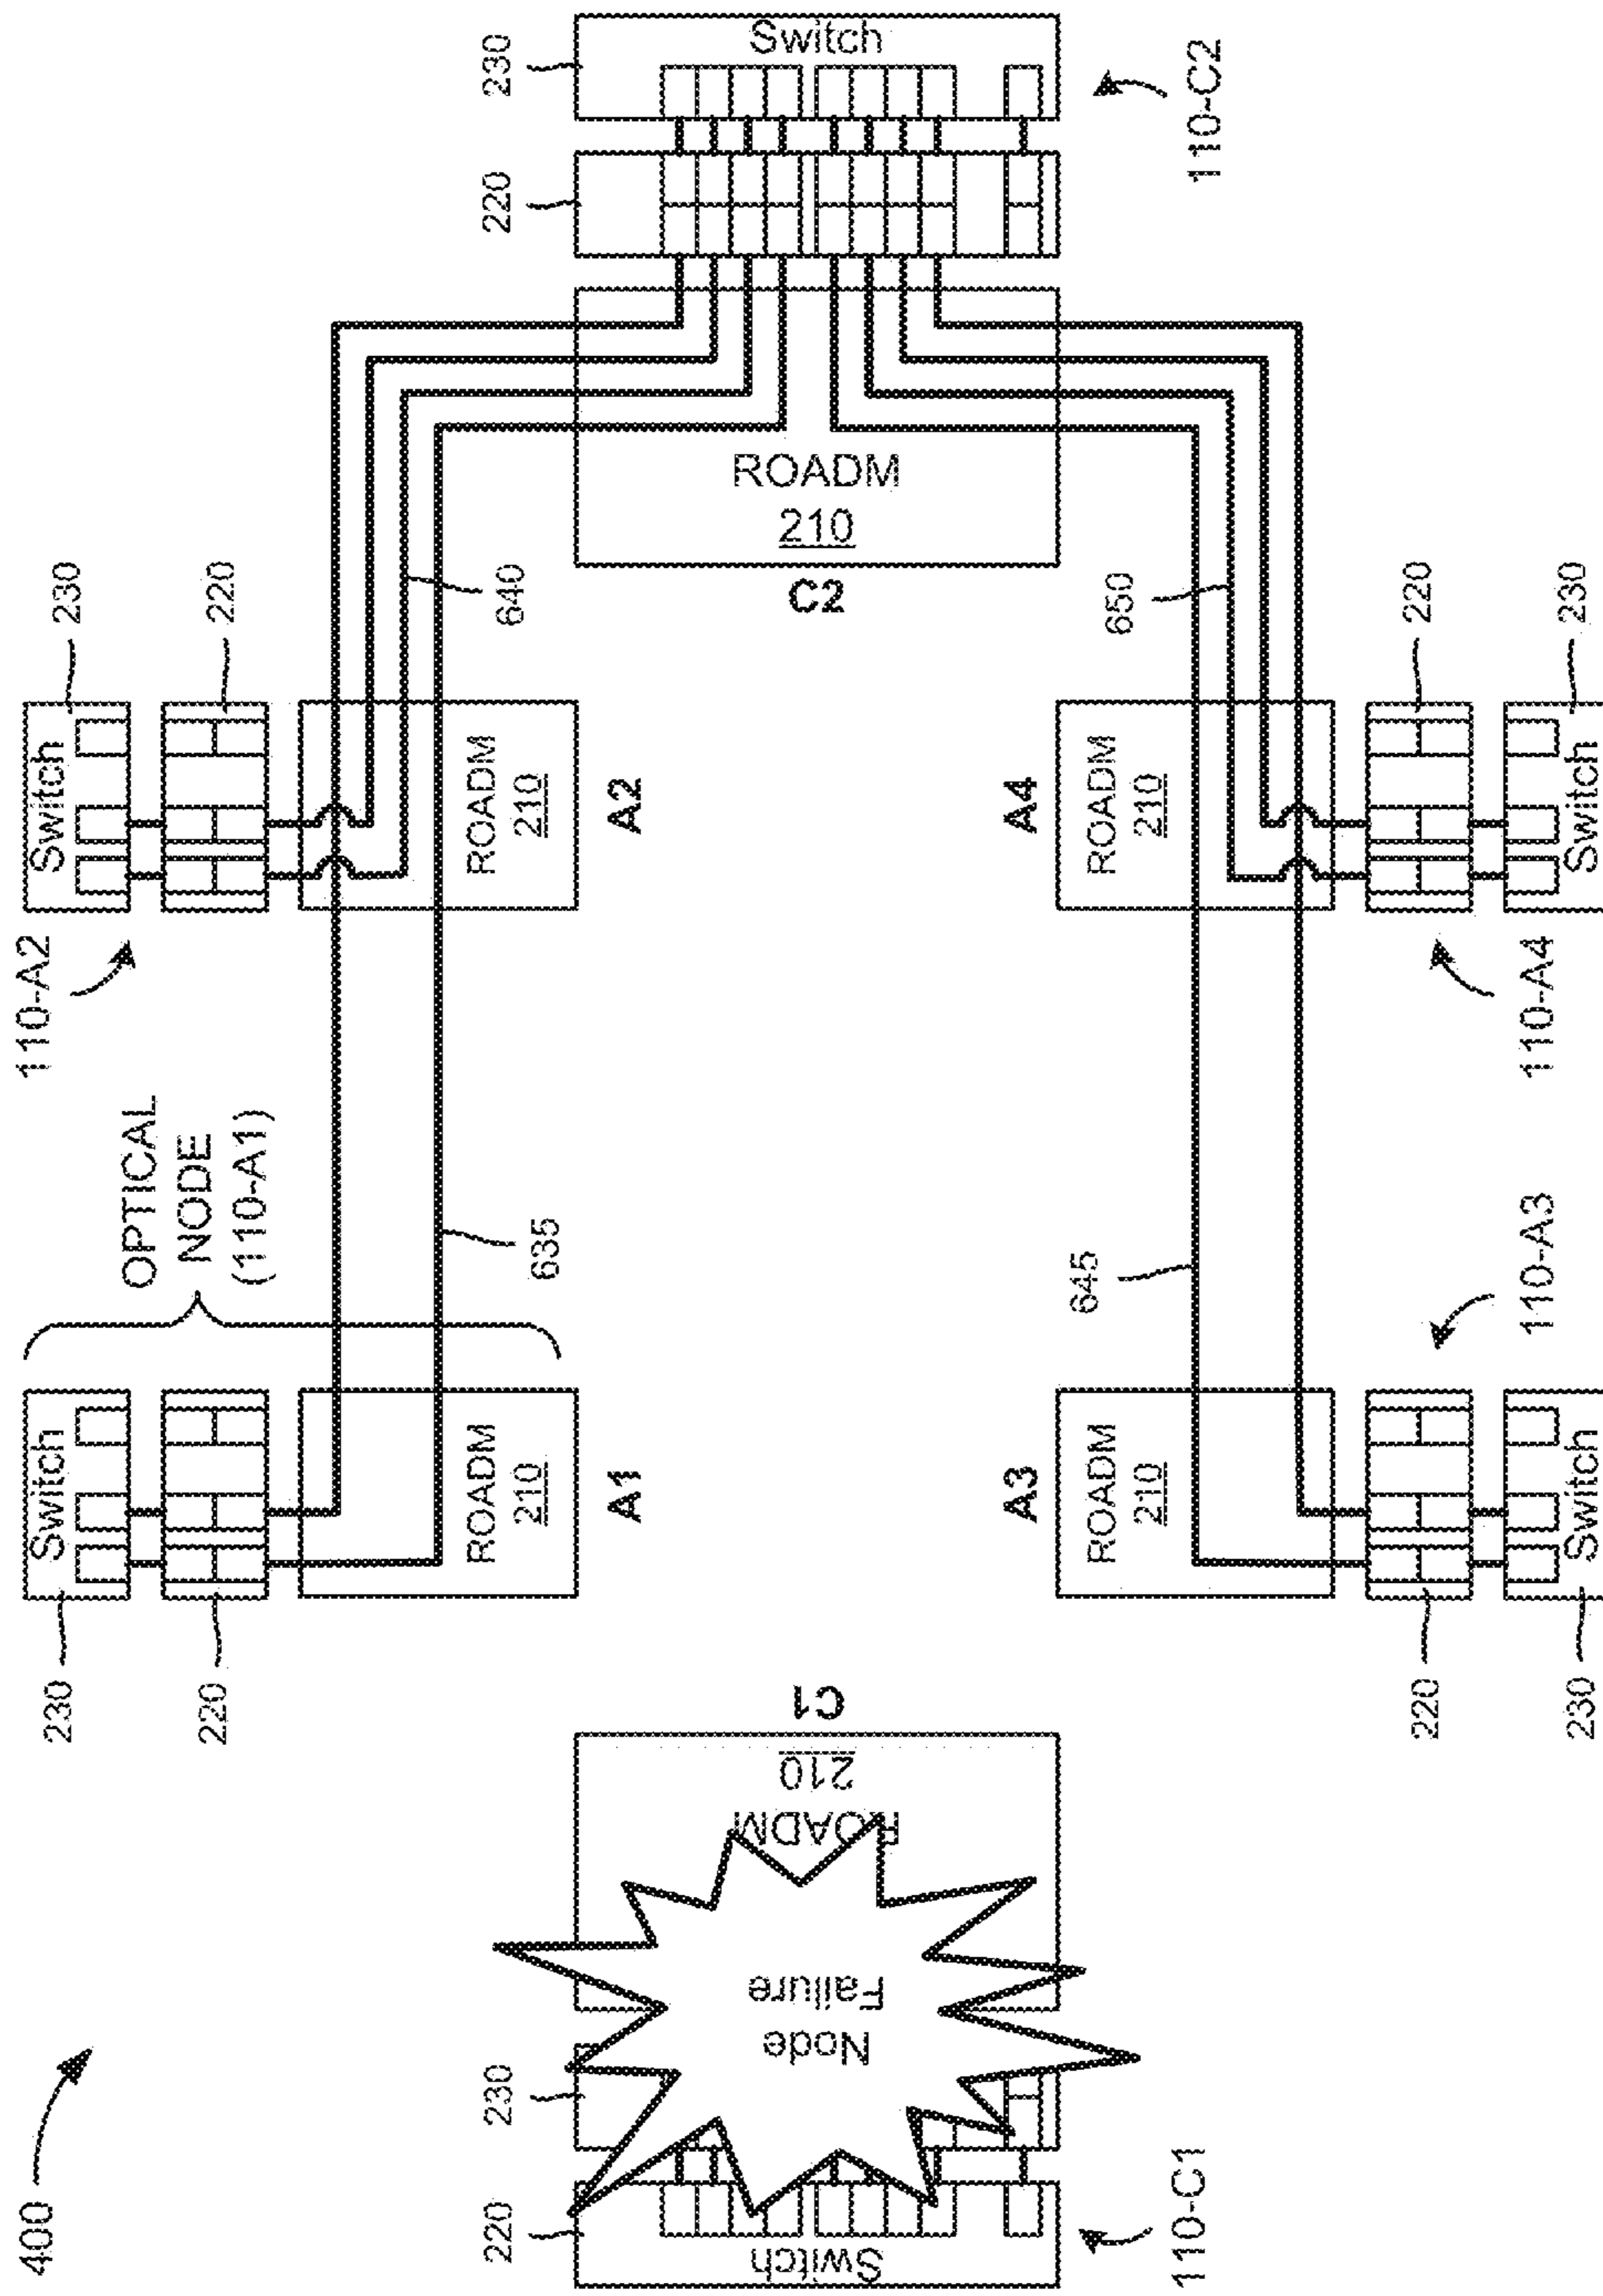 400
110-C1
220
Switch
230
Node
Failure
ROADM
210
C1
230
220
Switch
OPTICAL
NODE
(110-A1)
ROADM
210
A1
635
110-A2
Switch
230
220
ROADM
210
A2
640
645
A3
ROADM
210
110-A3
220
230
Switch
650
A4
ROADM
210
110-A4
220
230
Switch
C2
ROADM
210
220
230
Switch
110-C2